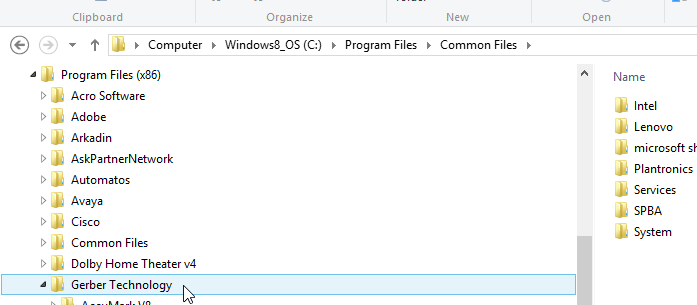 Clipboard
Organize
New
Open
Computer
Windows8_OS (C:)
Program Files
Common Files
Program Files (x86)
Acro Software
Adobe
Arkadin
AskPartnerNetwork
Automatos
Avaya
Cisco
Common Files
Dolby Home Theater v4
Gerber Technology
Name
Intel
Lenovo
microsoft sh
Plantronics
Services
SPBA
System